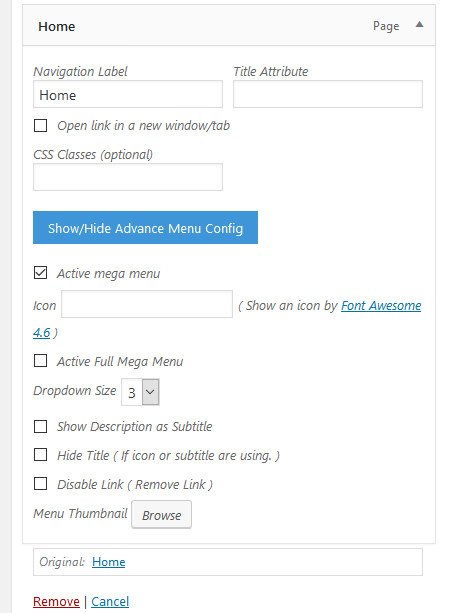 Home Page
Navigation Label Title Attribute
Home
Open link in a new window/tab
CSS Classes (optional)
Show/Hide Advance Menu Config
Active mega menu
Icon ( Show an icon by Font Awesome
4.6 )
Active Full Mega Menu
Dropdown Size 3
Show Description as Subtitle
Hide Title ( If icon or subtitle are using. )
Disable Link ( Remove Link )
Menu Thumbnail Browse
Original: Home
Remove | Cancel